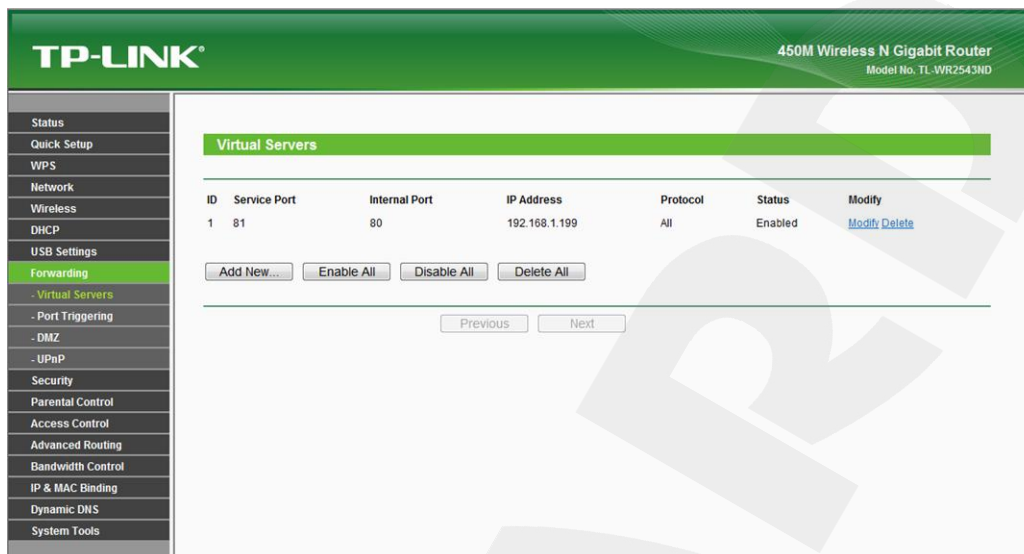 TP-LINK®
450M Wireless N Gigabit Router
Model No. TL-WR2543ND
Status
Quick Setup
WPS
Network
Wireless
DHCP
USB Settings
Forwarding
- Virtual Servers
- Port Triggering
- DMZ
- UPnP
Security
Parental Control
Access Control
Advanced Routing
Bandwidth Control
IP & MAC Binding
Dynamic DNS
System Tools
Virtual Servers
ID Service Port Internal Port IP Address Protocol Status Modify
1 81 80 192.168.1.199 All Enabled Modify Delete
Add New... Enable All Disable All Delete All
Previous Next